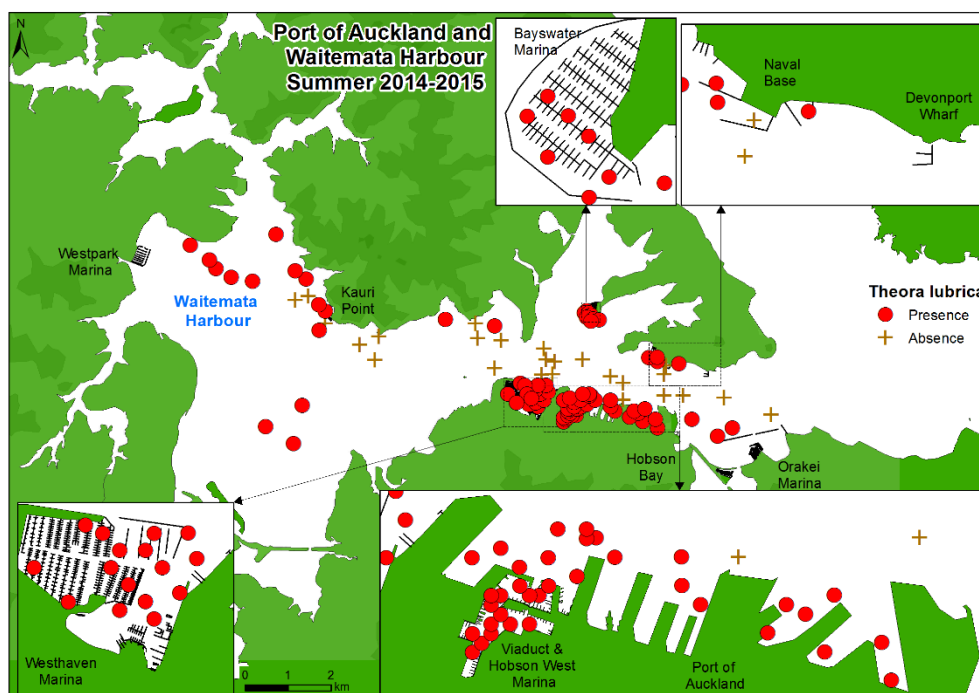 N
Port of Auckland and
Waitemata Harbour
Summer 2014-2015
Bayswater
Marina
Naval
Base
Devonport
Wharf
Westpark
Marina
Waitemata
Harbour
Kauri
Point
Theora lubrica
Presence
Absence
Hobson
Bay
Orakei
Marina
Westhaven
Marina
0 1 2
km
Viaduct &
Hobson West
Marina
Port of
Auckland